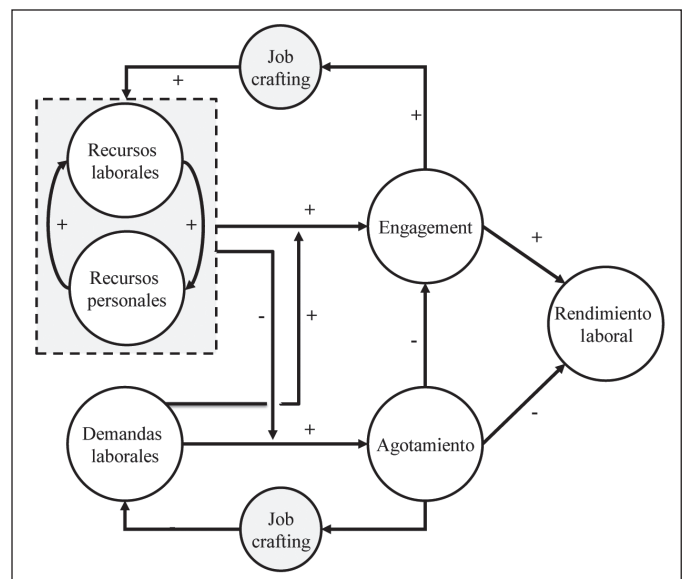 Job
crafting
+
+
Recursos
laborales
+
+
+
Engagement
+
Recursos
personales
-
+
-
Rendimiento
laboral
-
Demandas
laborales
+
Agotamiento
-
Job
crafting